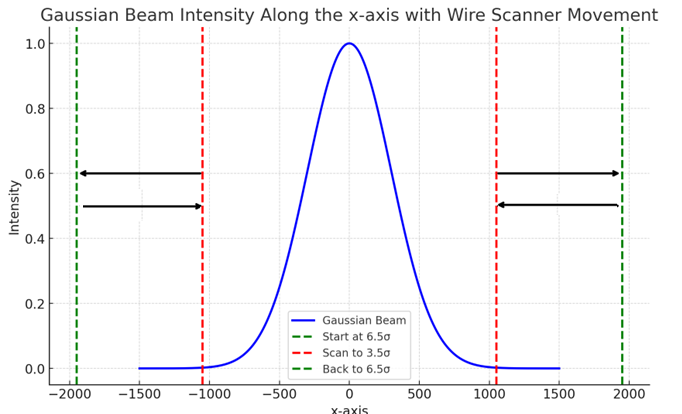 Gaussian Beam Intensity Along the x-axis with Wire Scanner Movement
1.0
0.8
0.6
0.4
0.2
0.0
Intensity
Gaussian Beam
Start at 6.5σ
Scan to 3.5σ
Back to 6.5σ
−2000 −1500 −1000 −500 0 500 1000 1500 2000
x-axis